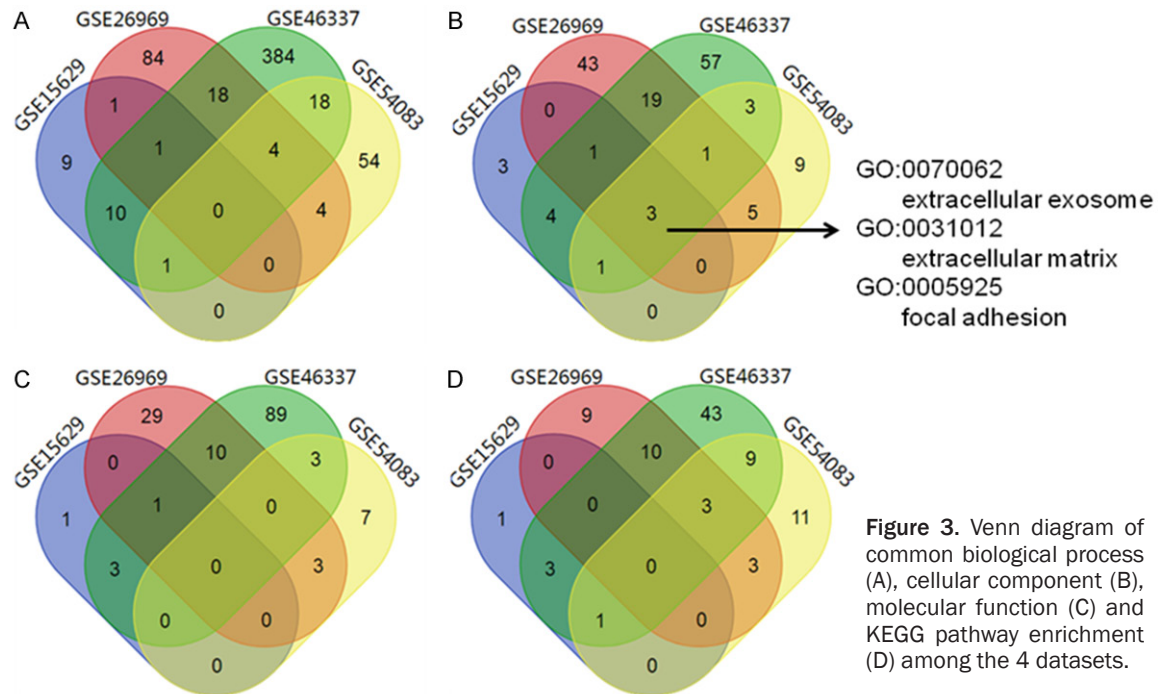 A
GSE15629
GSE26969
GSE46337
GSE54083
84
384
1
18
18
9
1
4
54
10
0
4
1
0
0
B
GSE15629
GSE26969
GSE46337
GSE54083
43
57
0
19
3
3
1
1
9
4
3
5
1
0
0
GO:0070062
extracellular exosome
GO:0031012
extracellular matrix
GO:0005925
focal adhesion
C
GSE15629
GSE26969
GSE46337
GSE54083
29
89
0
10
3
1
1
0
7
3
0
3
0
0
0
D
GSE15629
GSE26969
GSE46337
GSE54083
9
43
0
10
9
1
0
3
11
3
0
3
1
0
0
Figure 3. Venn diagram of
common biological process
(A), cellular component (B),
molecular function (C) and
KEGG pathway enrichment
(D) among the 4 datasets.